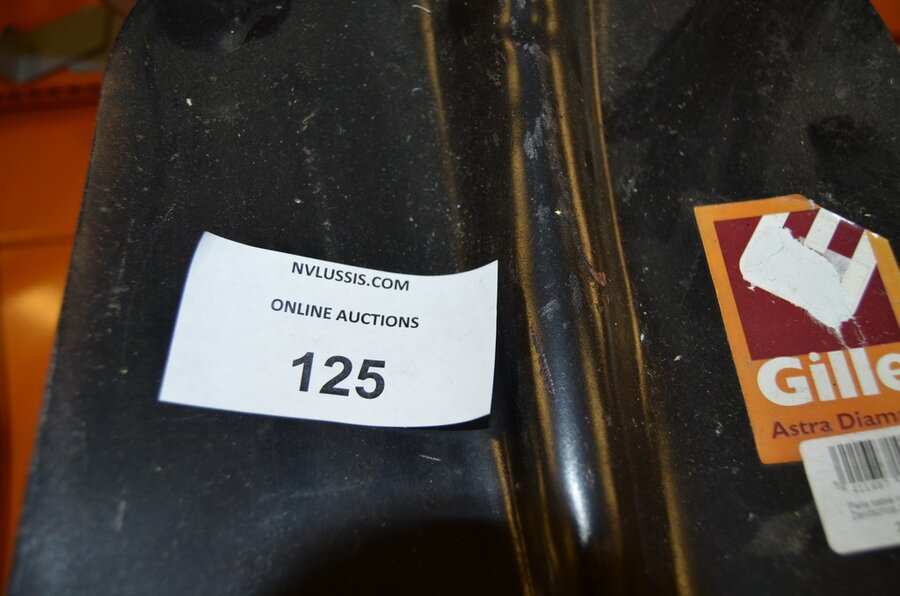 NVLUSSIS.COM
ONLINE AUCTIONS
125
Gille
Astra Diama